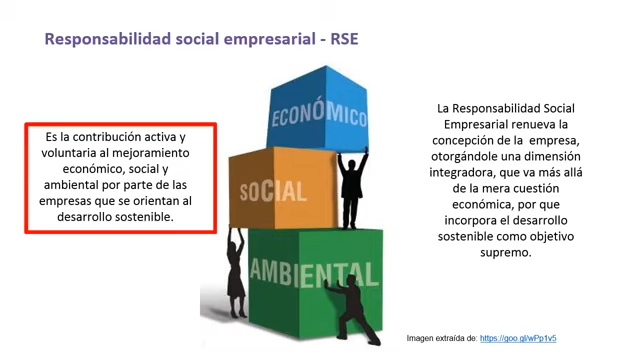 Responsabilidad social empresarial - RSE
Es la contribución activa y
voluntaria al mejoramiento
económico, social y
ambiental por parte de las
empresas que se orientan al
desarrollo sostenible.
ECONÓMICO
SOCIAL
AMBIENTAL
La Responsabilidad Social
Empresarial renueva la
concepción de la empresa,
otorgándole una dimensión
integradora, que va más allá
de la mera cuestión
económica, por que
incorpora el desarrollo
sostenible como objetivo
supremo.
Imagen extraída de: https://goo.gl/wPp1v5